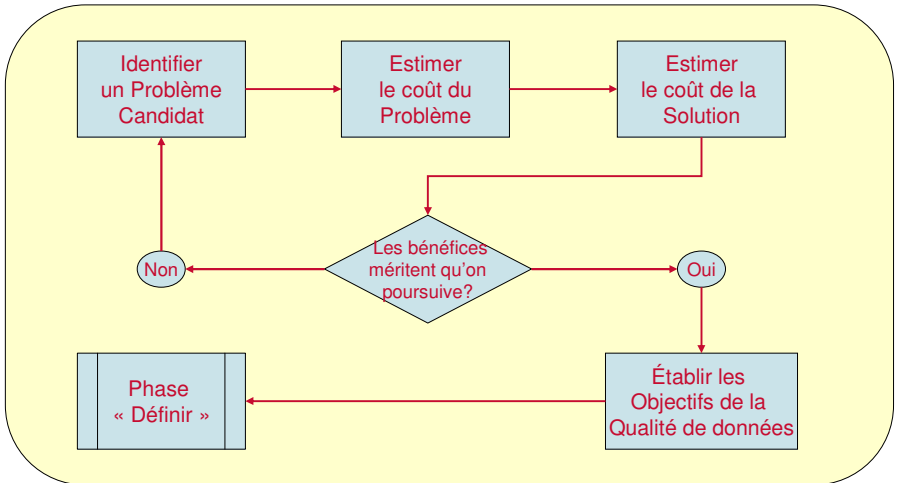 Identifier
un Problème
Candidat
Estimer
le coût du
Problème
Estimer
le coût de la
Solution
Les bénéfices
méritent qu'on
poursuive?
Non
Oui
Phase
« Définir »
Établir les
Objectifs de la
Qualité de données